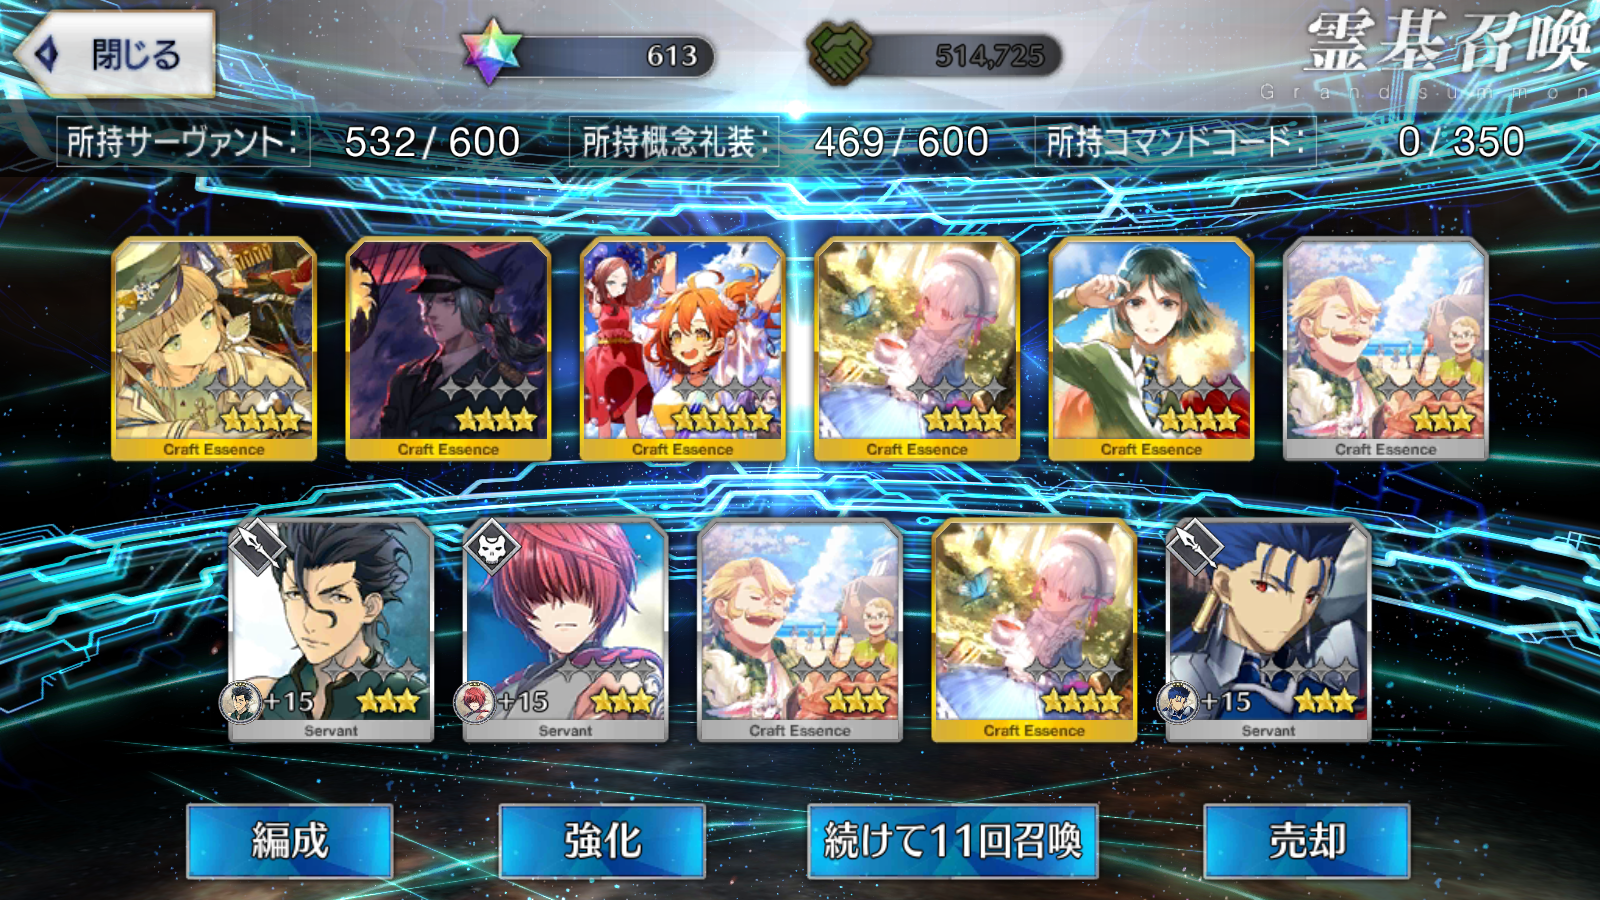 閉じる
613
514,725
霊基召喚
Grand summon
所持サーヴァント: 532/600
所持概念礼装: 469/600
所持コマンドコード: 0/350
Craft Essence
Craft Essence
Craft Essence
Craft Essence
Craft Essence
Craft Essence
+15
Servant
+15
Servant
Craft Essence
Craft Essence
+15
Servant
編成
強化
続けて11回召喚
売却